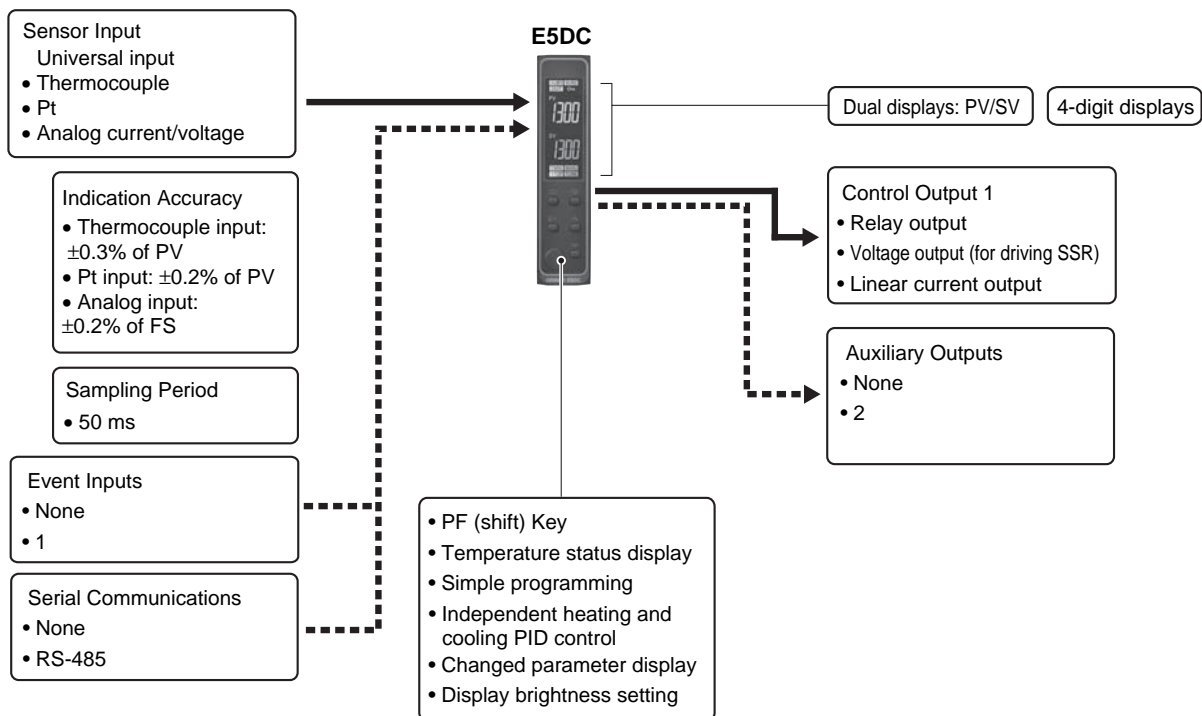 Sensor Input
Universal input
• Thermocouple
• Pt
• Analog current/voltage
Indication Accuracy
• Thermocouple input:
±0.3% of PV
• Pt input: ±0.2% of PV
• Analog input:
±0.2% of FS
Sampling Period
• 50 ms
Event Inputs
• None
• 1
Serial Communications
• None
• RS-485
E5DC
PV
1300
SV
1300
• PF (shift) Key
• Temperature status display
• Simple programming
• Independent heating and
cooling PID control
• Changed parameter display
• Display brightness setting
Dual displays: PV/SV
4-digit displays
Control Output 1
• Relay output
• Voltage output (for driving SSR)
• Linear current output
Auxiliary Outputs
• None
• 2